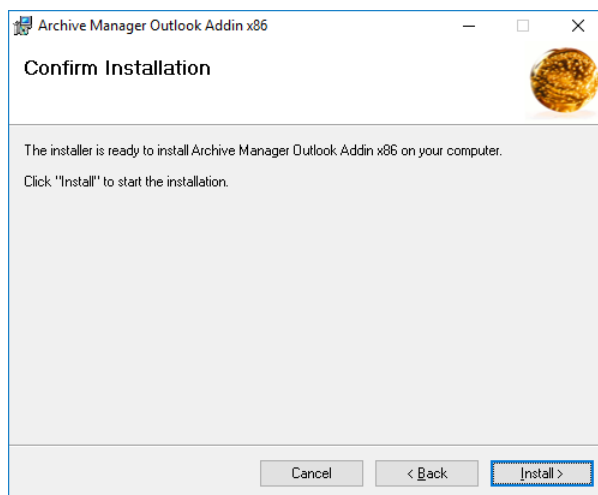 Archive Manager Outlook Addin x86
Confirm Installation
The installer is ready to install Archive Manager Outlook Addin x86 on your computer.
Click "Install" to start the installation.
Cancel
< Back
Install >